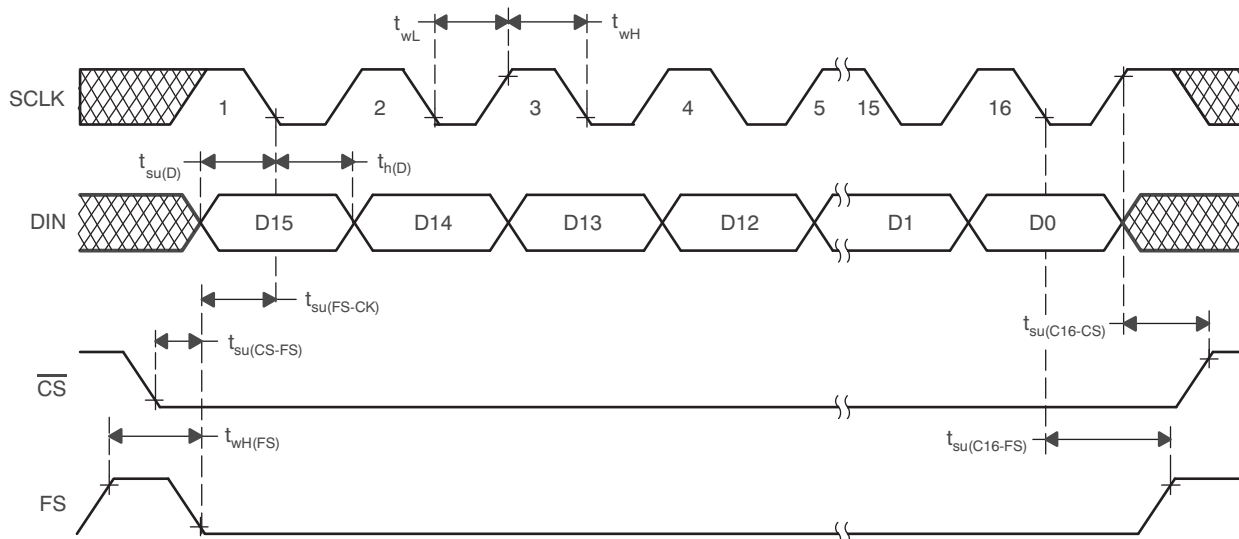 t_wL
t_wH
SCLK 1 2 3 4 5 15 16
t_su(D)
t_h(D)
DIN D15 D14 D13 D12 D1 D0
t_su(FS-CK)
t_su(CS-FS)
t_su(C16-CS)
CS
t_wH(FS)
t_su(C16-FS)
FS